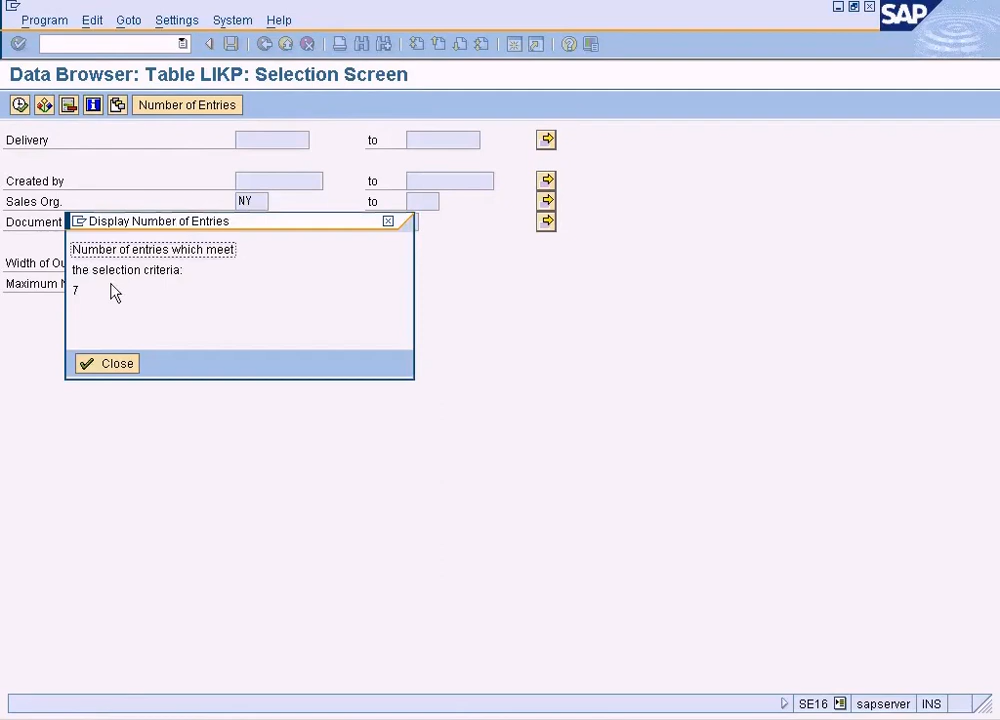 Program Edit Goto Settings System Help
SAP
Data Browser: Table LIKP: Selection Screen
Number of Entries
Delivery to
Created by to
Sales Org. NY to
Document
Display Number of Entries
Number of entries which meet
the selection criteria:
7
Width of Ou
Maximum N
Close
SE16 sapserver INS